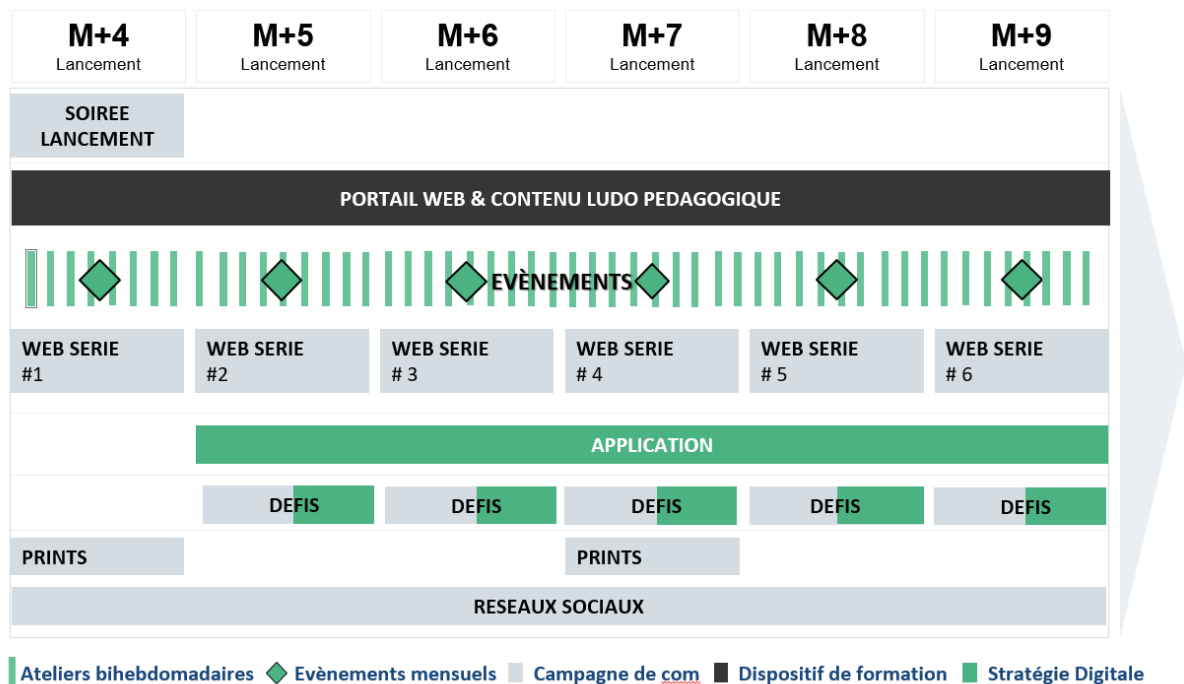 M+4
Lancement
M+5
Lancement
M+6
Lancement
M+7
Lancement
M+8
Lancement
M+9
Lancement
SOIREE
LANCEMENT
PORTAIL WEB & CONTENU LUDO PEDAGOGIQUE
EVÈNEMENTS
WEB SERIE
#1
WEB SERIE
#2
WEB SERIE
# 3
WEB SERIE
# 4
WEB SERIE
# 5
WEB SERIE
# 6
APPLICATION
DEFIS
DEFIS
DEFIS
DEFIS
DEFIS
PRINTS
PRINTS
RESEAUX SOCIAUX
Ateliers bihebdomadaires
Evènements mensuels
Campagne de com
Dispositif de formation
Stratégie Digitale